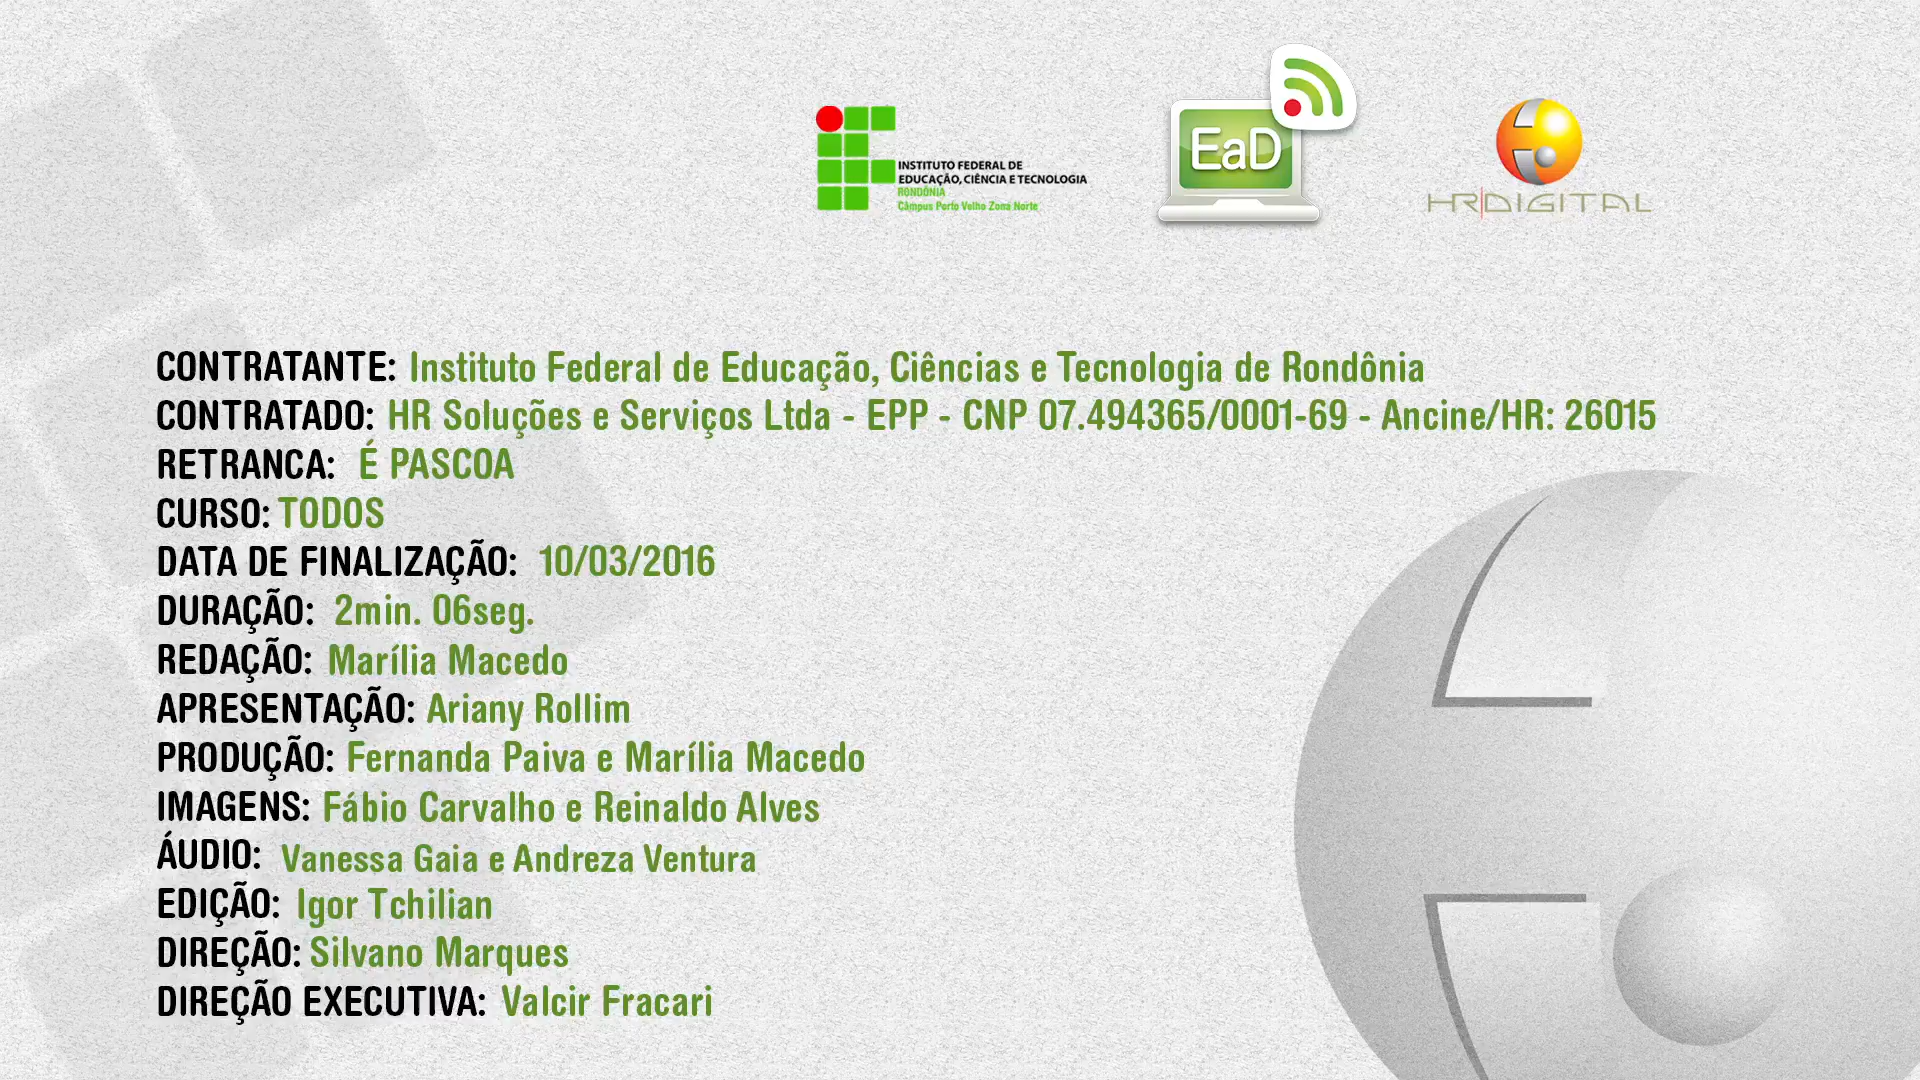 INSTITUTO FEDERAL DE
EDUCAÇÃO, CIÊNCIA E TECNOLOGIA
RONDÔNIA
Câmpus Porto Velho Zona Norte
EaD
HR|DIGITAL
CONTRATANTE: Instituto Federal de Educação, Ciências e Tecnologia de Rondônia
CONTRATADO: HR Soluções e Serviços Ltda - EPP - CNP 07.494365/0001-69 - Ancine/HR: 26015
RETRANCA: É PASCOA
CURSO: TODOS
DATA DE FINALIZAÇÃO: 10/03/2016
DURAÇÃO: 2min. 06seg.
REDAÇÃO: Marília Macedo
APRESENTAÇÃO: Ariany Rollim
PRODUÇÃO: Fernanda Paiva e Marília Macedo
IMAGENS: Fábio Carvalho e Reinaldo Alves
ÁUDIO: Vanessa Gaia e Andreza Ventura
EDIÇÃO: Igor Tchilian
DIREÇÃO: Silvano Marques
DIREÇÃO EXECUTIVA: Valcir Fracari